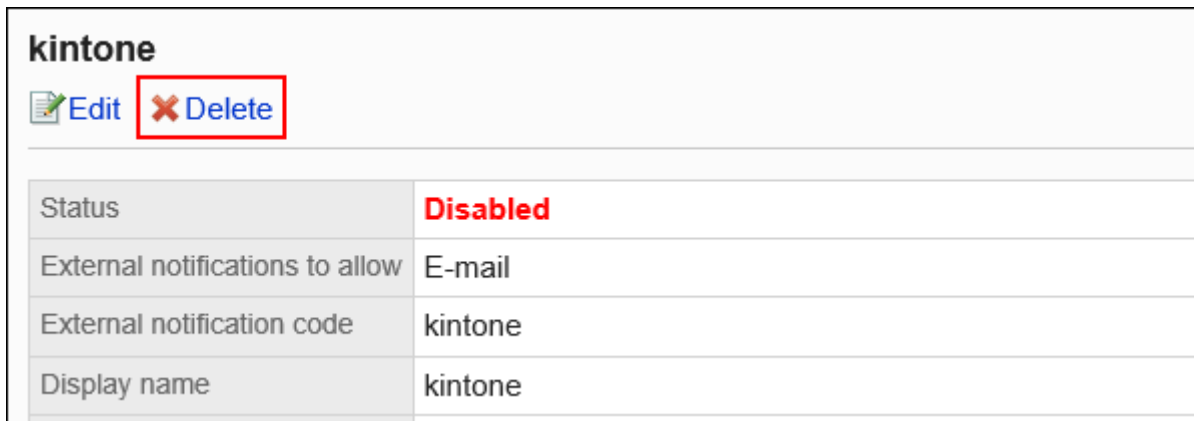 kintone
Edit Delete
Status Disabled
External notifications to allow E-mail
External notification code kintone
Display name kintone